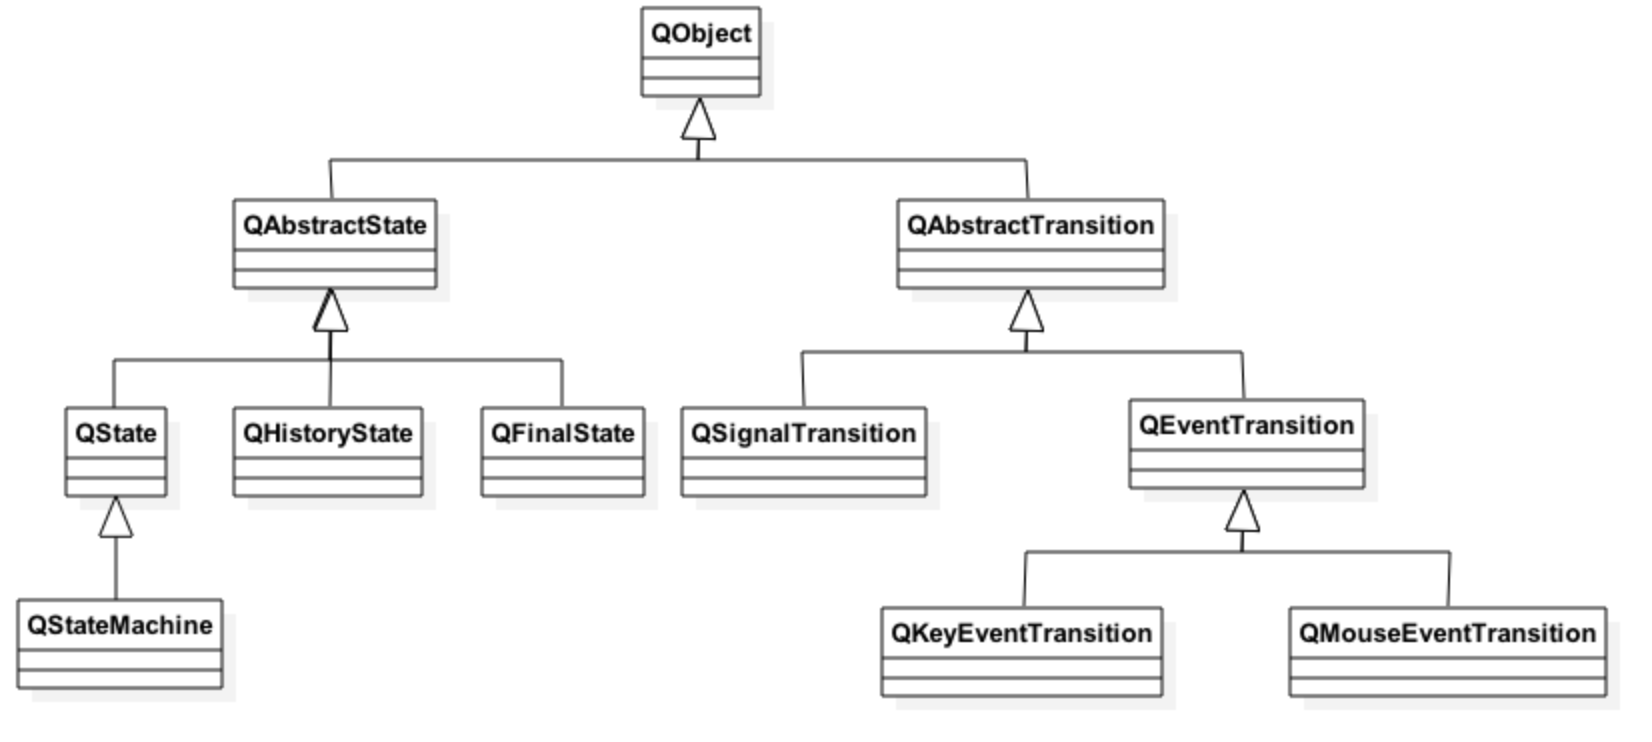 QObject
QAbstractState
QAbstractTransition
QState
QHistoryState
QFinalState
QSignalTransition
QEventTransition
QStateMachine
QKeyEventTransition
QMouseEventTransition